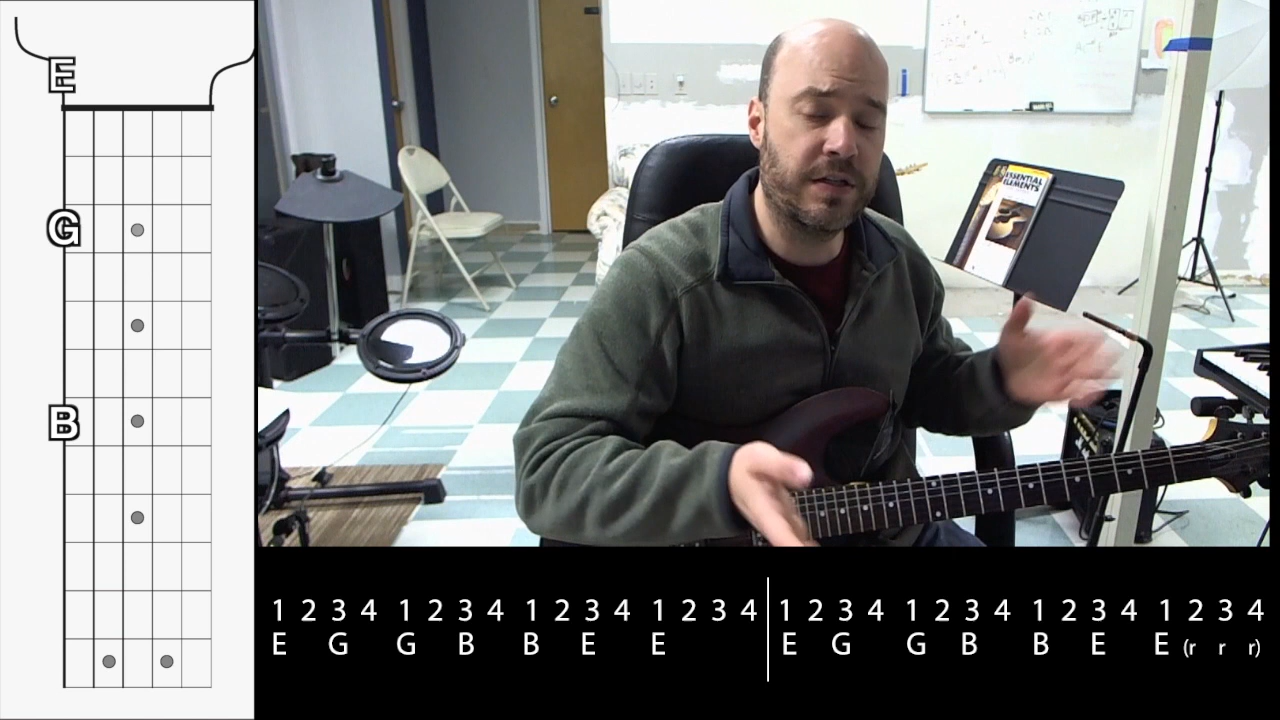 E
G
B
ESSENTIAL
ELEMENTS
1 2 3 4 1 2 3 4 1 2 3 4 1 2 3 4 1 2 3 4 1 2 3 4 1 2 3 4 1 2 3 4
E G G B B E E E G G B B E E (r r r)